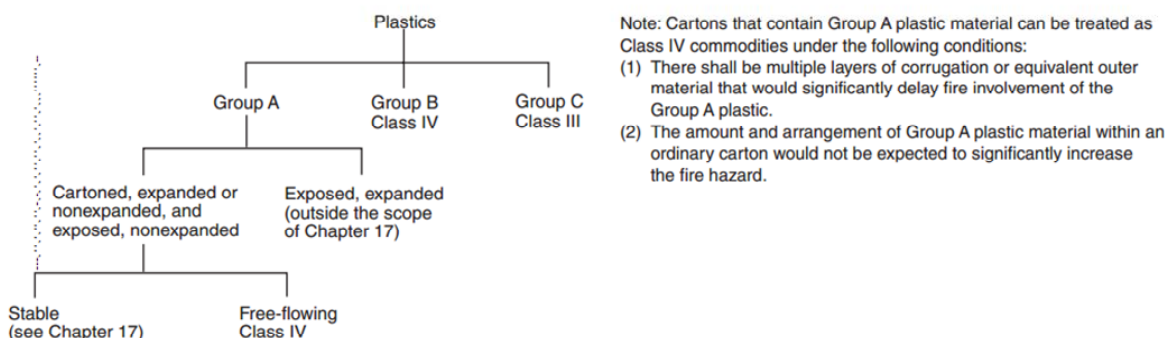 Plastics
Group A
Group B
Class IV
Group C
Class III
Cartoned, expanded or
nonexpanded, and
exposed, nonexpanded
Exposed, expanded
(outside the scope
of Chapter 17)
Stable
(see Chapter 17)
Free-flowing
Class IV
Note: Cartons that contain Group A plastic material can be treated as
Class IV commodities under the following conditions:
(1) There shall be multiple layers of corrugation or equivalent outer
material that would significantly delay fire involvement of the
Group A plastic.
(2) The amount and arrangement of Group A plastic material within an
ordinary carton would not be expected to significantly increase
the fire hazard.